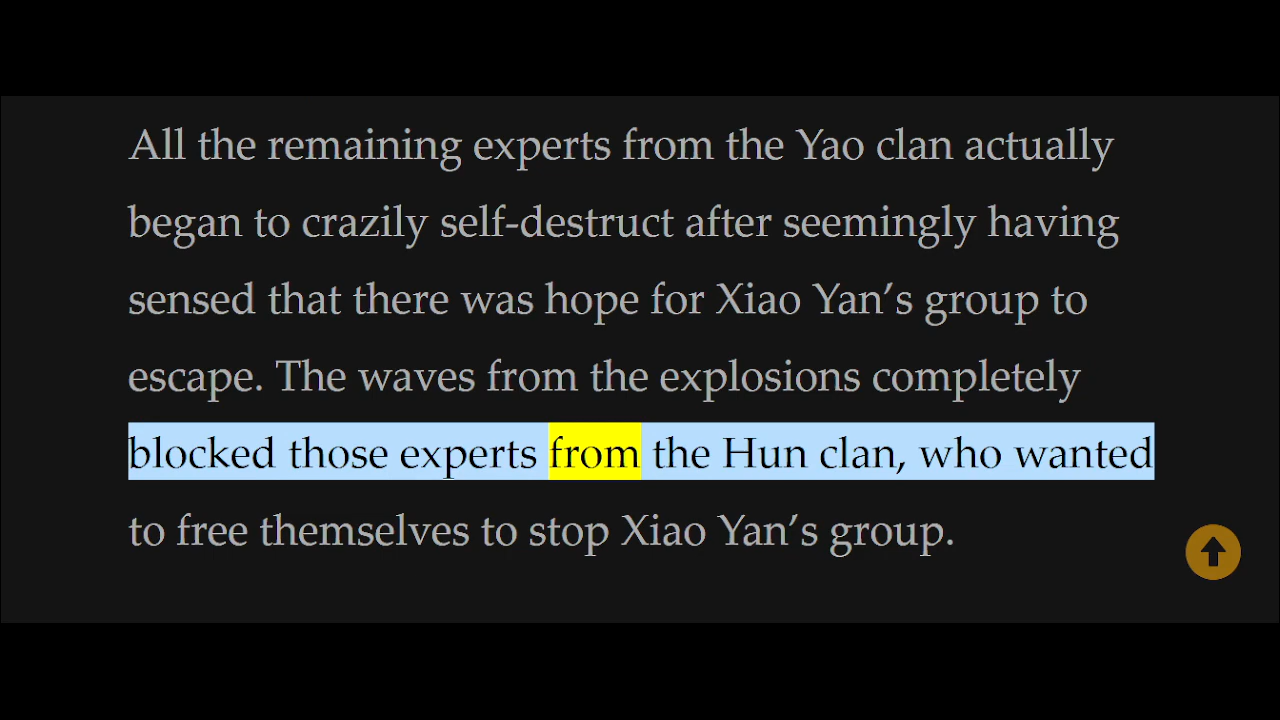 All the remaining experts from the Yao clan actually
began to crazily self-destruct after seemingly having
sensed that there was hope for Xiao Yan’s group to
escape. The waves from the explosions completely
blocked those experts from the Hun clan, who wanted
to free themselves to stop Xiao Yan’s group.